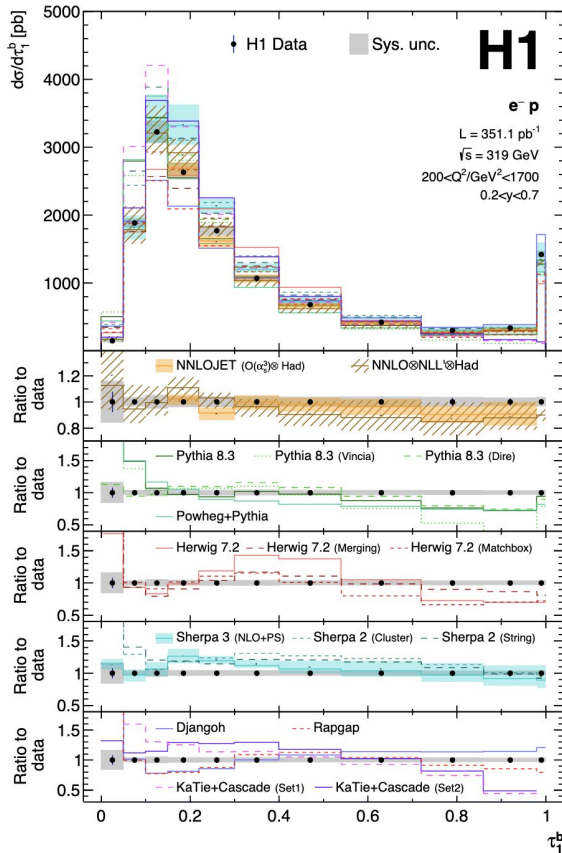 dσ/dτ₁ᵇ [pb]
5000
4000
3000
2000
1000
H1 Data
Sys. unc.
H1
e⁻ p
L = 351.1 pb⁻¹
√s = 319 GeV
200<Q²/GeV²<1700
0.2<y<0.7
Ratio to data
1.2
1.0
0.8
NNLOJET (O(αₛ³)⊗ Had)
NNLO⊗NLL'⊗Had
Ratio to data
1.5
1
0.5
Pythia 8.3
Pythia 8.3 (Vincia)
Pythia 8.3 (Dire)
Powheg+Pythia
Ratio to data
1.5
1
0.5
Herwig 7.2
Herwig 7.2 (Merging)
Herwig 7.2 (Matchbox)
Ratio to data
1.5
1
0.5
Sherpa 3 (NLO+PS)
Sherpa 2 (Cluster)
Sherpa 2 (String)
Ratio to data
1.5
1
0.5
Djangoh
Rapgap
KaTie+Cascade (Set1)
KaTie+Cascade (Set2)
0
0.2
0.4
0.6
0.8
1
τ₁ᵇ